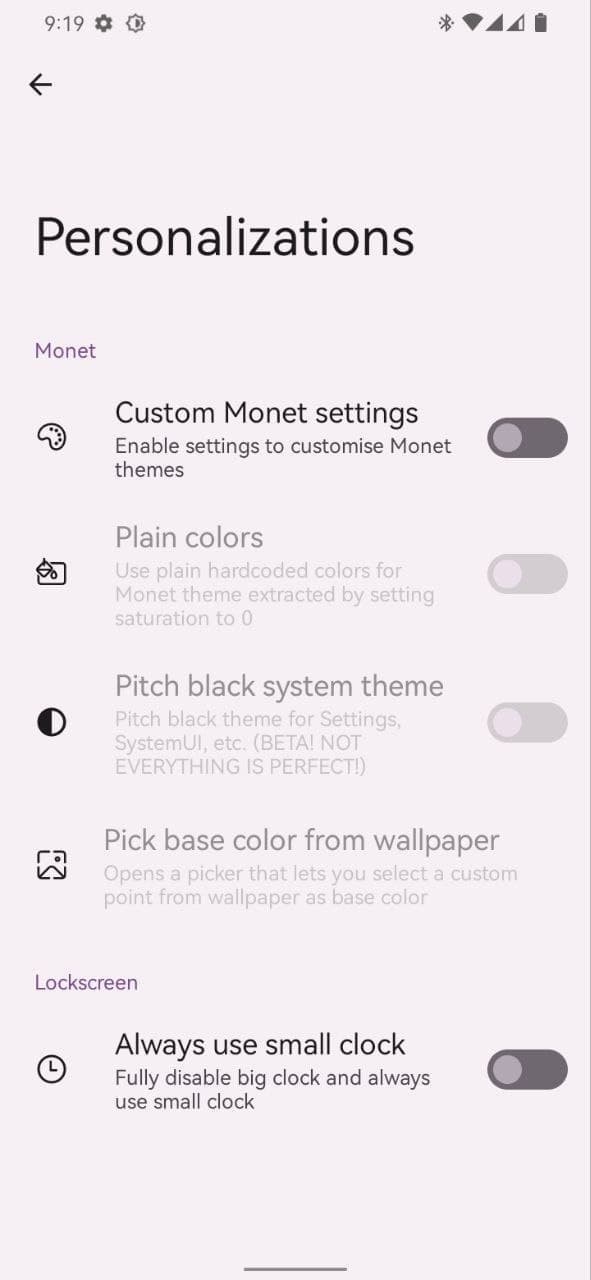 9:19
Personalizations
Monet
Custom Monet settings
Enable settings to customise Monet
themes
Plain colors
Use plain hardcoded colors for
Monet theme extracted by setting
saturation to 0
Pitch black system theme
Pitch black theme for Settings,
SystemUI, etc. (BETA! NOT
EVERYTHING IS PERFECT!)
Pick base color from wallpaper
Opens a picker that lets you select a custom
point from wallpaper as base color
Lockscreen
Always use small clock
Fully disable big clock and always
use small clock